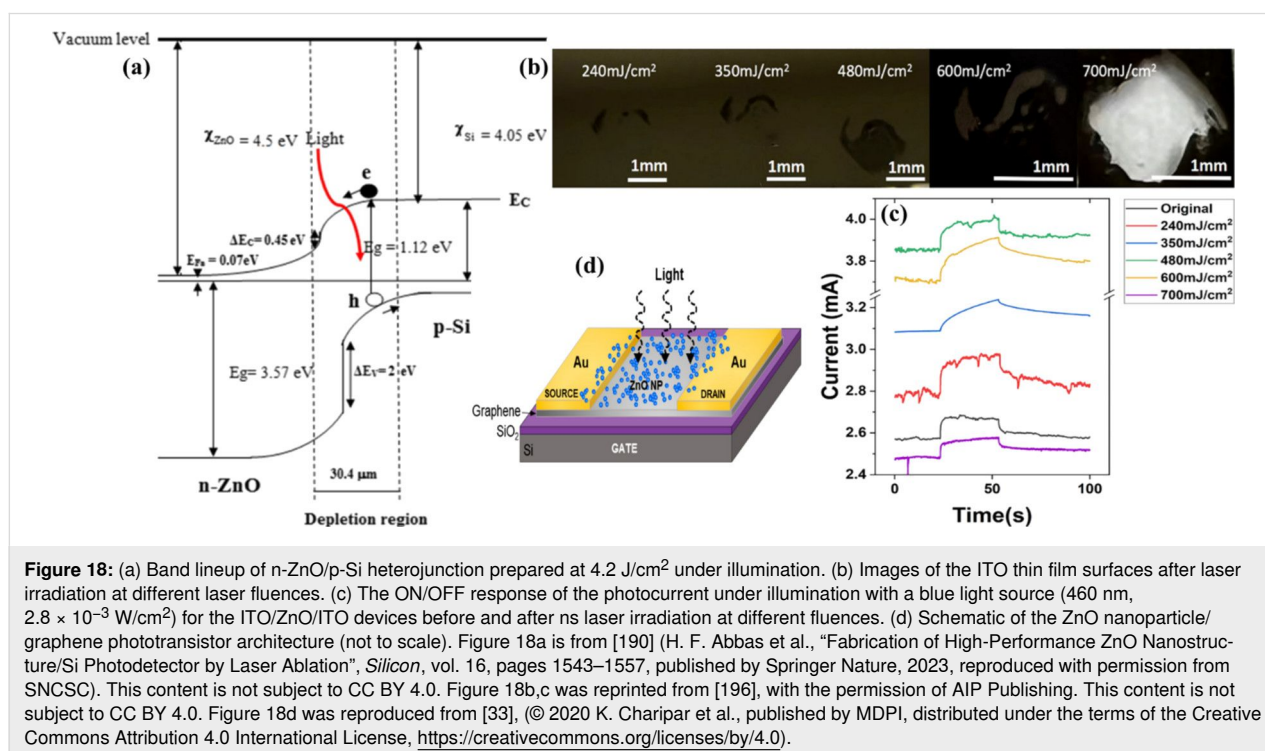 Vacuum level
(a)
χZnO = 4.5 eV
Light
χSi = 4.05 eV
e
EC
ΔEC= 0.45 eV
Eg = 1.12 eV
EFn = 0.07eV
h
p-Si
Eg= 3.57 eV
ΔEV= 2 eV
n-ZnO
30.4 μm
Depletion region
(b)
240mJ/cm²
350mJ/cm²
480mJ/cm²
600mJ/cm²
700mJ/cm²
1mm
1mm
1mm
1mm
1mm
(c)
4.0
3.8
3.2
3.0
2.8
2.6
2.4
Current (mA)
0
50
100
Time(s)
Original
240mJ/cm²
350mJ/cm²
480mJ/cm²
600mJ/cm²
700mJ/cm²
(d)
Light
Au
Au
ZnO NP
SOURCE
DRAIN
Graphene
SiO₂
Si
GATE
Figure 18: (a) Band lineup of n-ZnO/p-Si heterojunction prepared at 4.2 J/cm² under illumination. (b) Images of the ITO thin film surfaces after laser
irradiation at different laser fluences. (c) The ON/OFF response of the photocurrent under illumination with a blue light source (460 nm,
2.8 × 10⁻³ W/cm²) for the ITO/ZnO/ITO devices before and after ns laser irradiation at different fluences. (d) Schematic of the ZnO nanoparticle/
graphene phototransistor architecture (not to scale). Figure 18a is from [190] (H. F. Abbas et al., “Fabrication of High-Performance ZnO Nanostruc-
ture/Si Photodetector by Laser Ablation”, Silicon, vol. 16, pages 1543–1557, published by Springer Nature, 2023, reproduced with permission from
SNCSC). This content is not subject to CC BY 4.0. Figure 18b,c was reprinted from [196], with the permission of AIP Publishing. This content is not
subject to CC BY 4.0. Figure 18d was reproduced from [33], (© 2020 K. Charipar et al., published by MDPI, distributed under the terms of the Creative
Commons Attribution 4.0 International License, https://creativecommons.org/licenses/by/4.0).